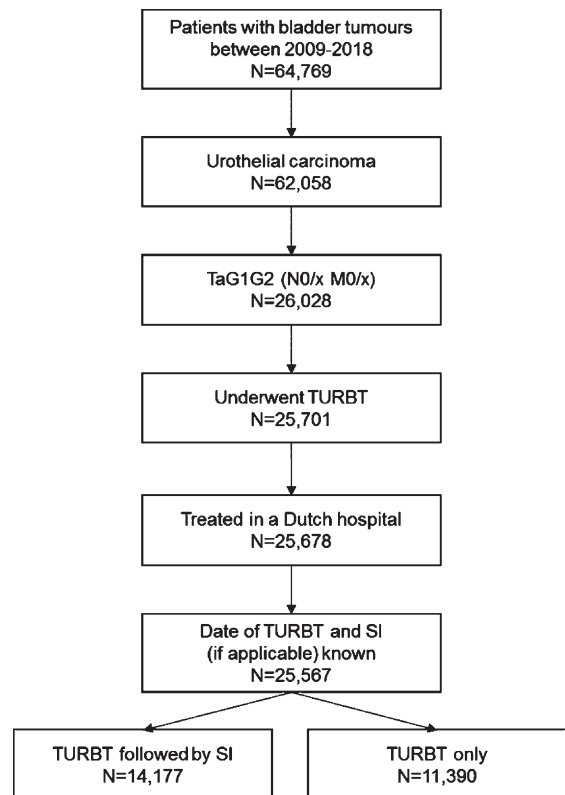 Patients with bladder tumours
between 2009-2018
N=64,769
Urothelial carcinoma
N=62,058
TaG1G2 (N0/x M0/x)
N=26,028
Underwent TURBT
N=25,701
Treated in a Dutch hospital
N=25,678
Date of TURBT and SI
(if applicable) known
N=25,567
TURBT followed by SI
N=14,177
TURBT only
N=11,390